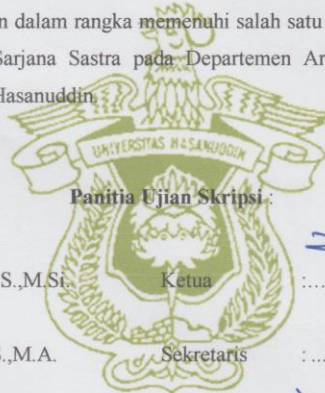 n dalam rangka memenuhi salah satu
Sarjana Sastra pada Departemen Ar
Hasanuddin.
UNIVERSITAS HASANUDDIN
Panitia Ujian Skripsi :
S.,M.Si. Ketua :....
S.,M.A. Sekretaris : ...